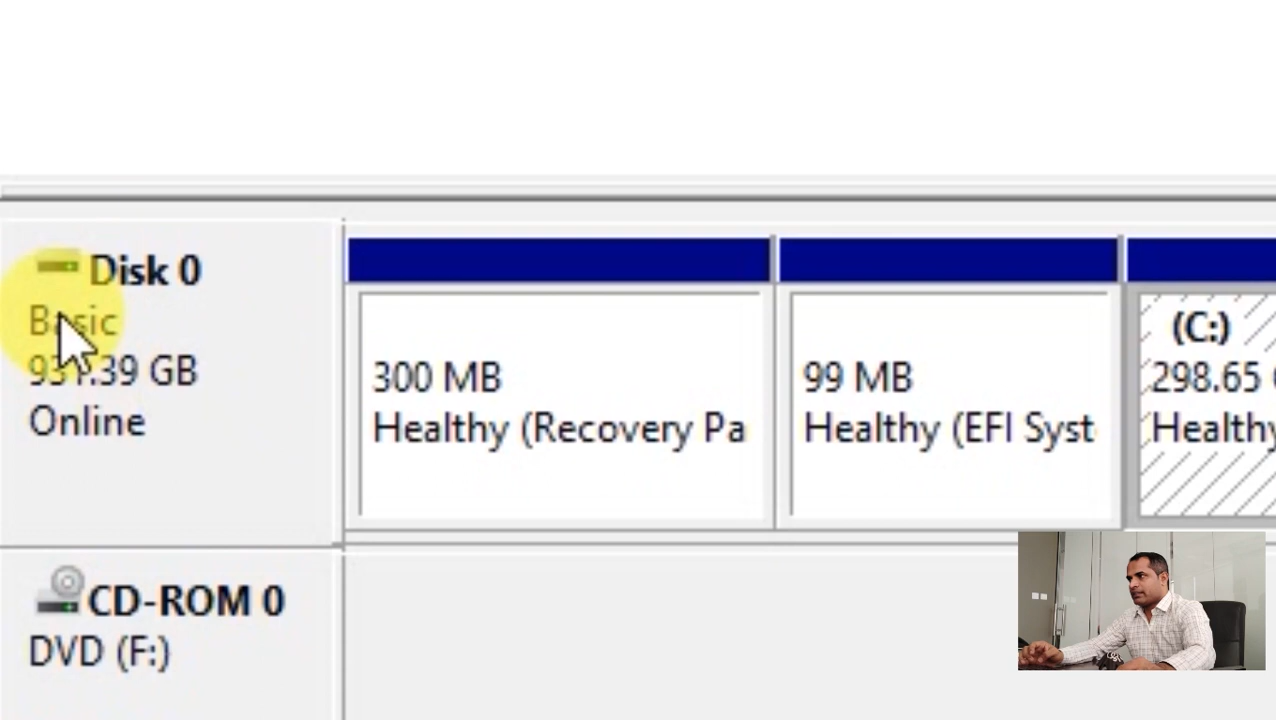 Disk 0
Basic
931.39 GB
Online
300 MB
Healthy (Recovery Pa
99 MB
Healthy (EFI Syst
(C:)
298.65
Healthy
CD-ROM 0
DVD (F:)